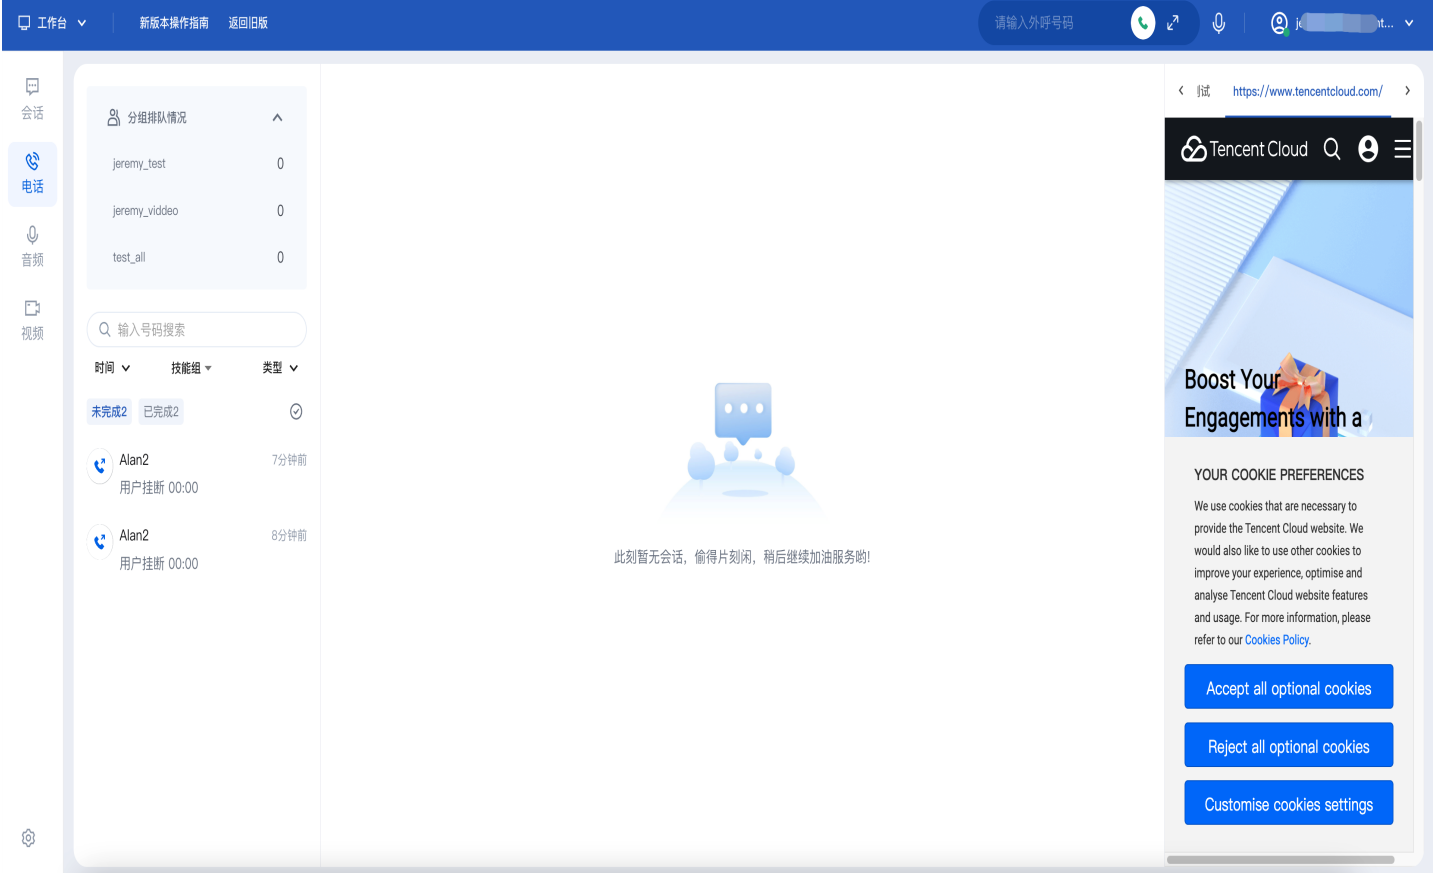 工作台
新版本操作指南
返回旧版
请输入外呼号码
会话
电话
音频
视频
分组排队情况
jeremy_test 0
jeremy_viddeo 0
test_all 0
输入号码搜索
时间
技能组
类型
未完成2
已完成2
Alan2 7分钟前
用户挂断 00:00
Alan2 8分钟前
用户挂断 00:00
此刻暂无会话，偷得片刻闲，稍后继续加油服务哟!
试
https://www.tencentcloud.com/
Tencent Cloud
Boost Your
Engagements with a
YOUR COOKIE PREFERENCES
We use cookies that are necessary to
provide the Tencent Cloud website. We
would also like to use other cookies to
improve your experience, optimise and
analyse Tencent Cloud website features
and usage. For more information, please
refer to our Cookies Policy.
Accept all optional cookies
Reject all optional cookies
Customise cookies settings